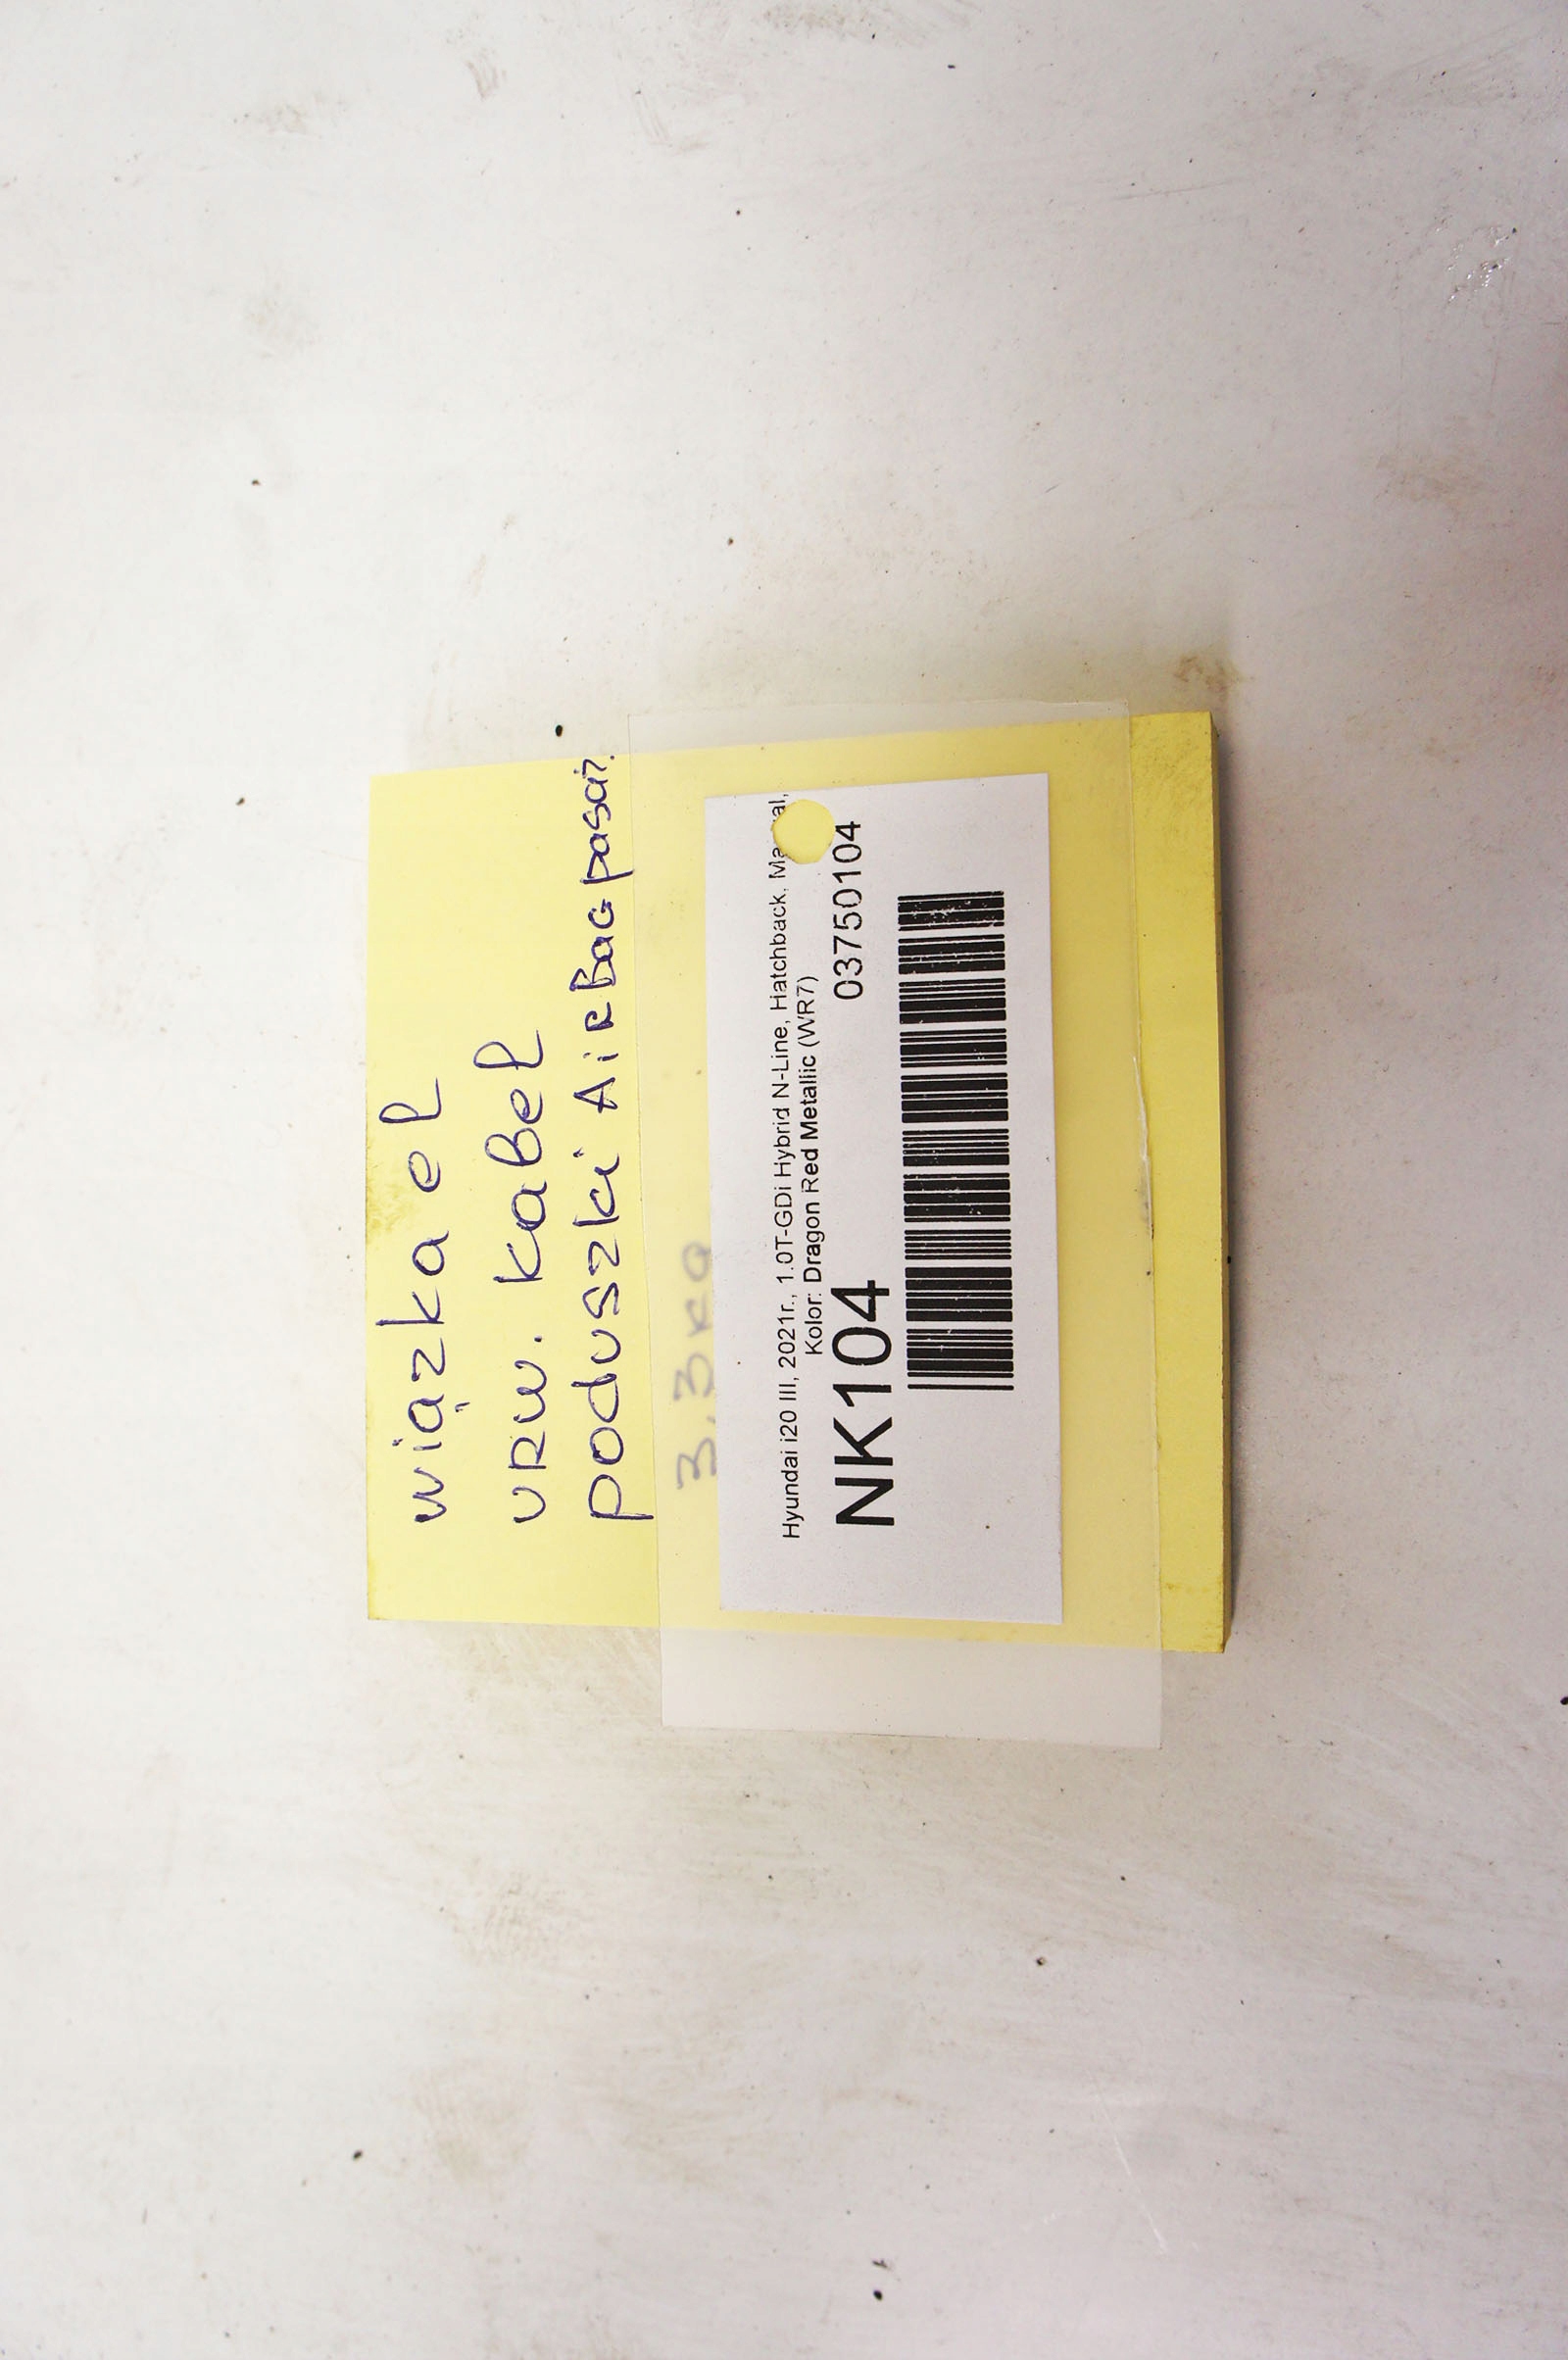 wiązka el
URW. kabel
poduszki AiRBaG pasaż.
3.3kg
Hyundai i20 III, 2021r., 1.0T-GDi Hybrid N-Line, Hatchback,
Kolor: Dragon Red Metallic (WR7)
NK104 03750104